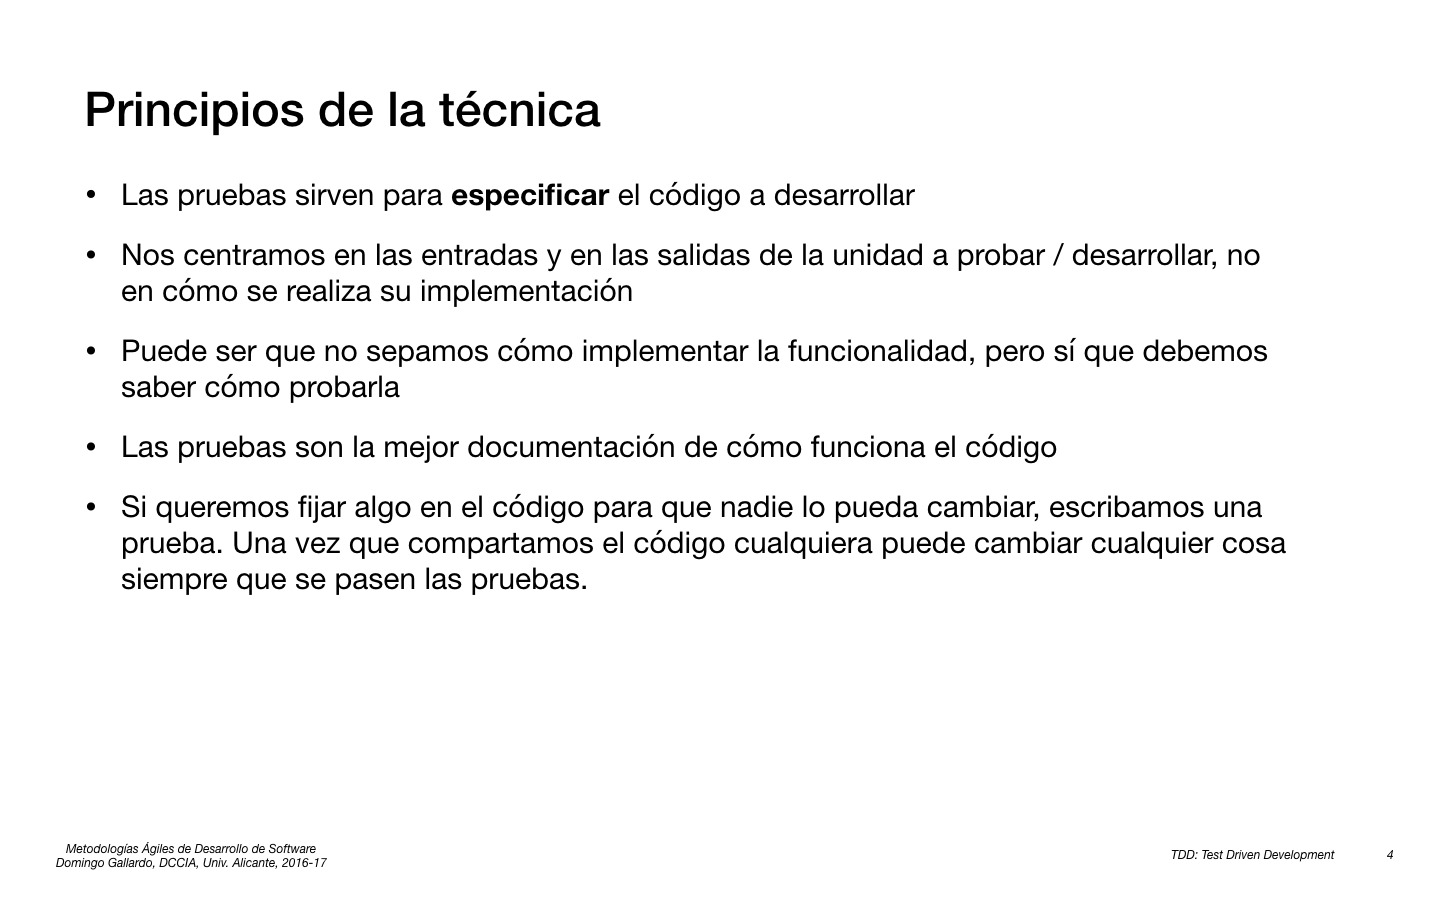 Principios de la técnica
• Las pruebas sirven para especificar el código a desarrollar
• Nos centramos en las entradas y en las salidas de la unidad a probar / desarrollar, no
en cómo se realiza su implementación
• Puede ser que no sepamos cómo implementar la funcionalidad, pero sí que debemos
saber cómo probarla
• Las pruebas son la mejor documentación de cómo funciona el código
• Si queremos fijar algo en el código para que nadie lo pueda cambiar, escribamos una
prueba. Una vez que compartamos el código cualquiera puede cambiar cualquier cosa
siempre que se pasen las pruebas.
Metodologías Ágiles de Desarrollo de Software
Domingo Gallardo, DCCIA, Univ. Alicante, 2016-17
TDD: Test Driven Development 4